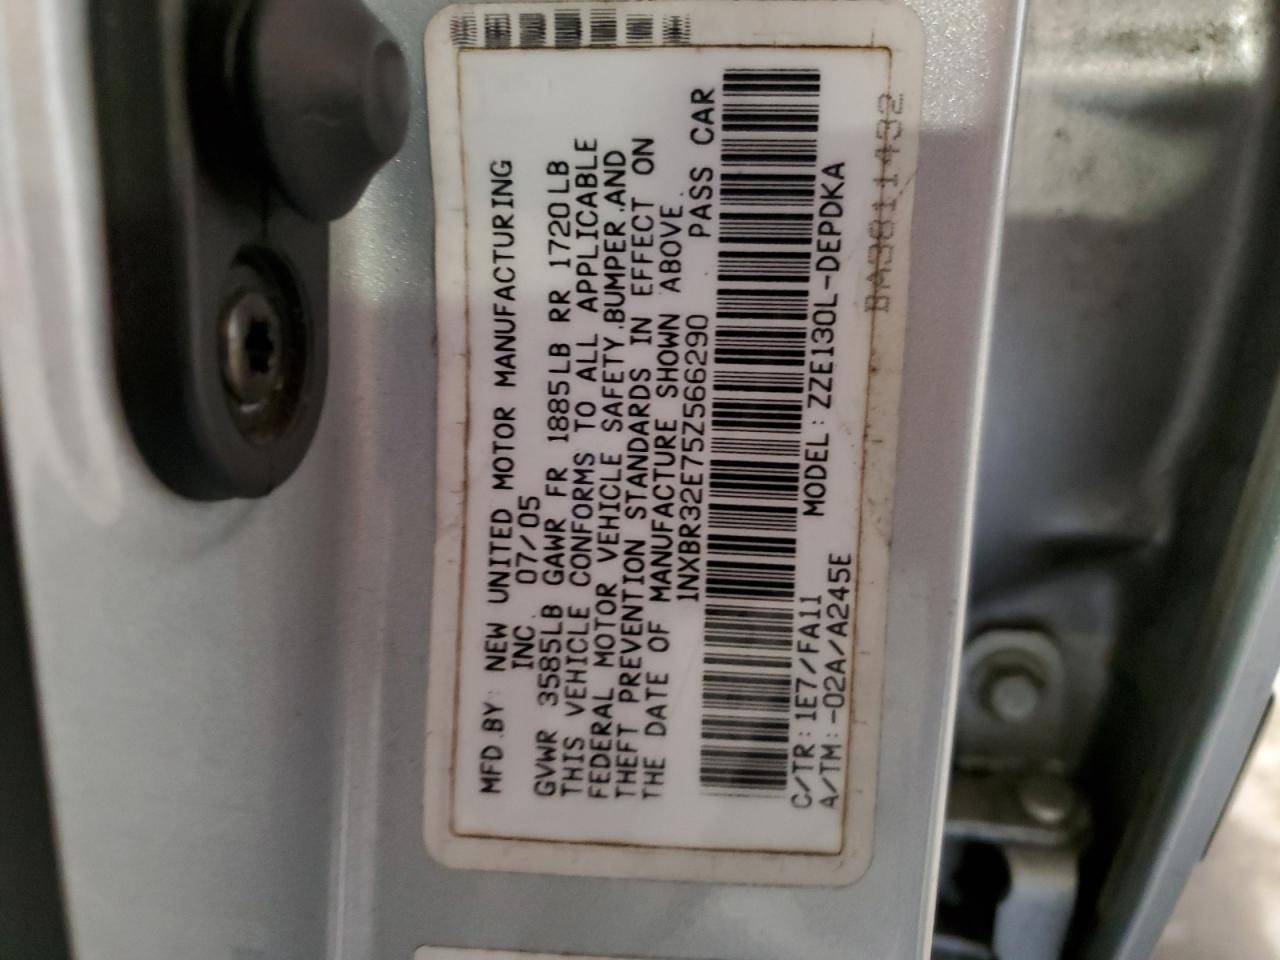 MFD.BY: NEW UNITED MOTOR MANUFACTURING
INC. 07/05
GVWR 3585LB GAWR FR 1885LB RR 1720LB
THIS VEHICLE CONFORMS TO ALL APPLICABLE
FEDERAL MOTOR VEHICLE SAFETY,BUMPER,AND
THEFT PREVENTION STANDARDS IN EFFECT ON
THE DATE OF MANUFACTURE SHOWN ABOVE.
1NXBR32E75Z566290 PASS CAR
C/TR: 1E7/FA11 MODEL: ZZE130L-DEPDKA
A/TM: -02A/A245E
BA3811432